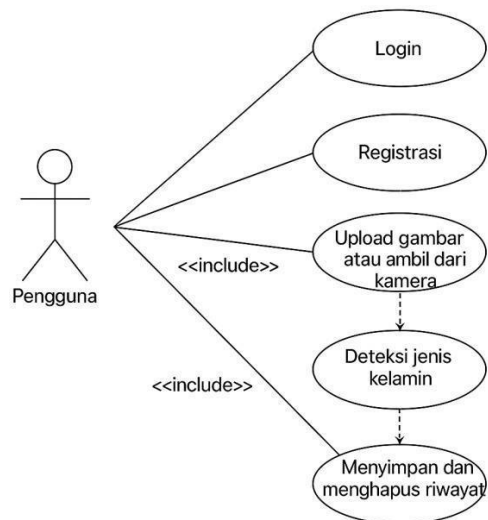 Login
Registrasi
Pengguna
<<include>>
Upload gambar
atau ambil dari
kamera
Deteksi jenis
kelamin
<<include>>
Menyimpan dan
menghapus riwayat